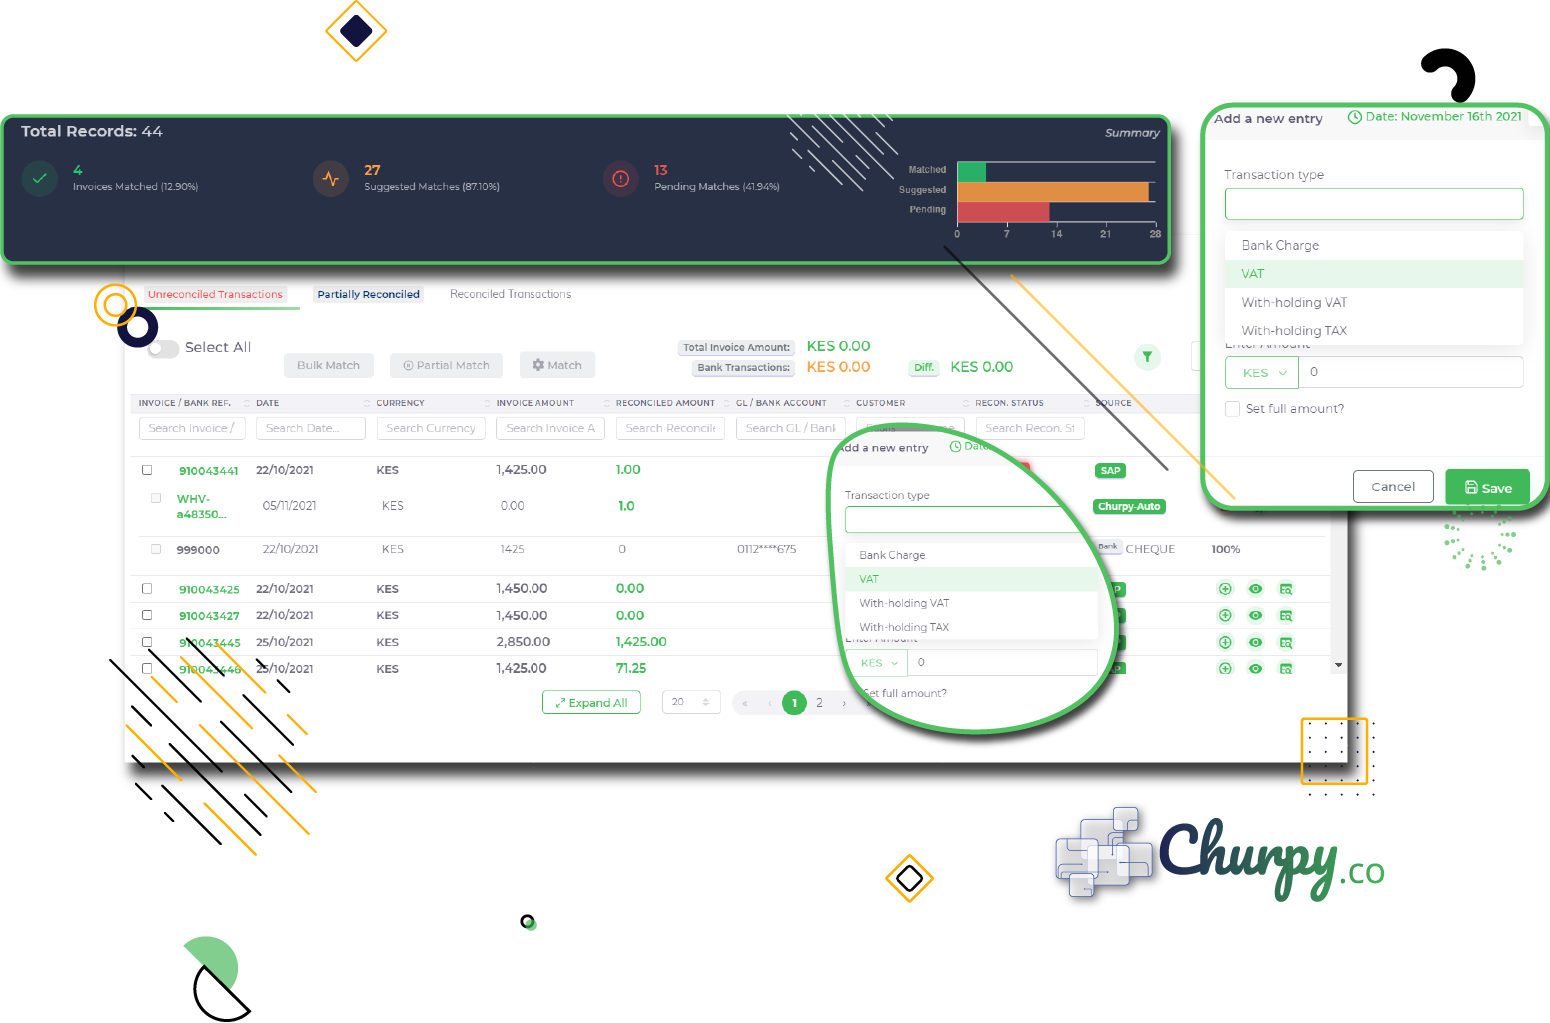 Total Records: 44
Summary
4
Invoices Matched (12.90%)
27
Suggested Matches (87.10%)
13
Pending Matches (41.94%)
Matched
Suggested
Pending
0 7 14 21 28
Add a new entry Date: November 16th 2021
Transaction type
Bank Charge
VAT
With-holding VAT
With-holding TAX
Enter Amount
KES 0
Set full amount?
Cancel Save
Unreconciled Transactions Partially Reconciled Reconciled Transactions
Select All
Bulk Match Partial Match Match
Total Invoice Amount: KES 0.00
Bank Transactions: KES 0.00 Diff. KES 0.00
INVOICE / BANK REF. DATE CURRENCY INVOICE AMOUNT RECONCILED AMOUNT GL / BANK ACCOUNT CUSTOMER RECON. STATUS SOURCE
Search Invoice / Search Date... Search Currency Search Invoice A Search Reconcile Search GL / Bank Search Recon. St
910043441 22/10/2021 KES 1,425.00 1.00 SAP
WHV-
a48350... 05/11/2021 KES 0.00 1.0 Churpy-Auto
999000 22/10/2021 KES 1425 0 0112****675 Bank CHEQUE 100%
910043425 22/10/2021 KES 1,450.00 0.00
910043427 22/10/2021 KES 1,450.00 0.00
910043445 25/10/2021 KES 2,850.00 1,425.00
910043446 25/10/2021 KES 1,425.00 71.25
Expand All 20 « ‹ 1 2 ›
Add a new entry Date
Transaction type
Bank Charge
VAT
With-holding VAT
With-holding TAX
Enter Amount
KES 0
Set full amount?
Churpy.co